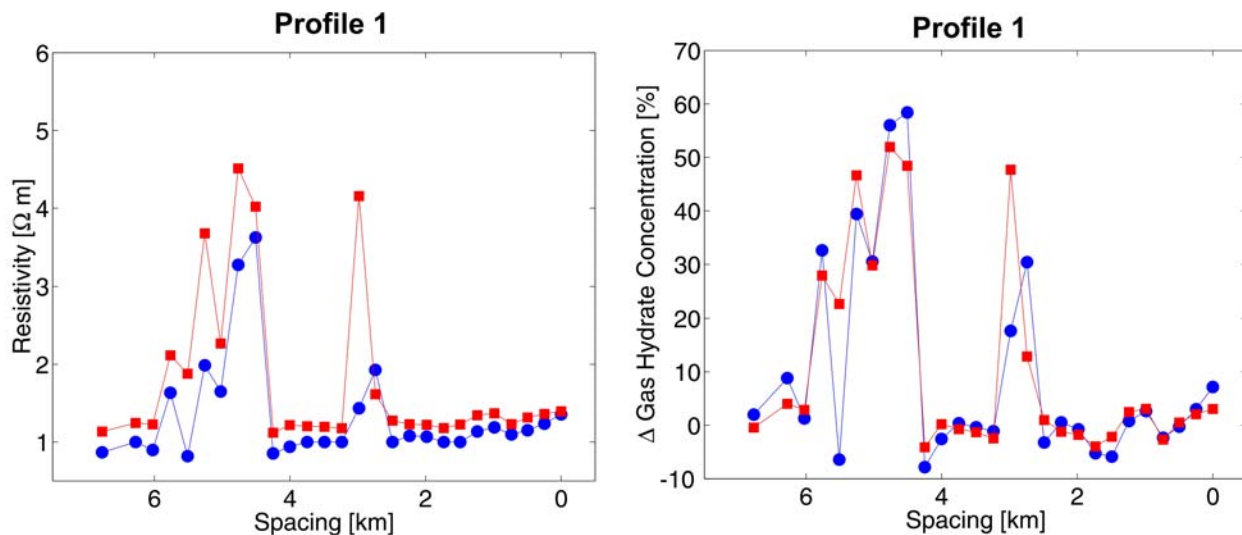 Profile 1
6
5
4
3
2
1
Resistivity [Ω m]
6 4 2 0
Spacing [km]
Profile 1
70
60
50
40
30
20
10
0
-10
Δ Gas Hydrate Concentration [%]
6 4 2 0
Spacing [km]